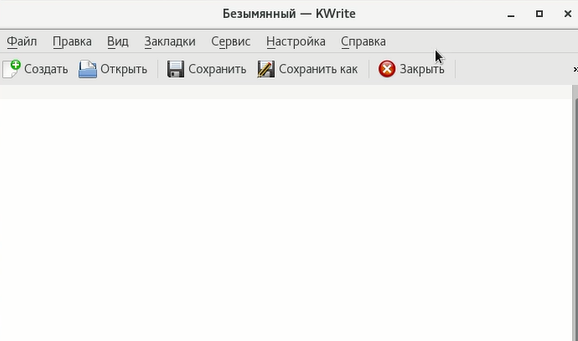 Безымянный — KWrite
Файл Правка Вид Закладки Сервис Настройка Справка
Создать Открыть Сохранить Сохранить как Закрыть